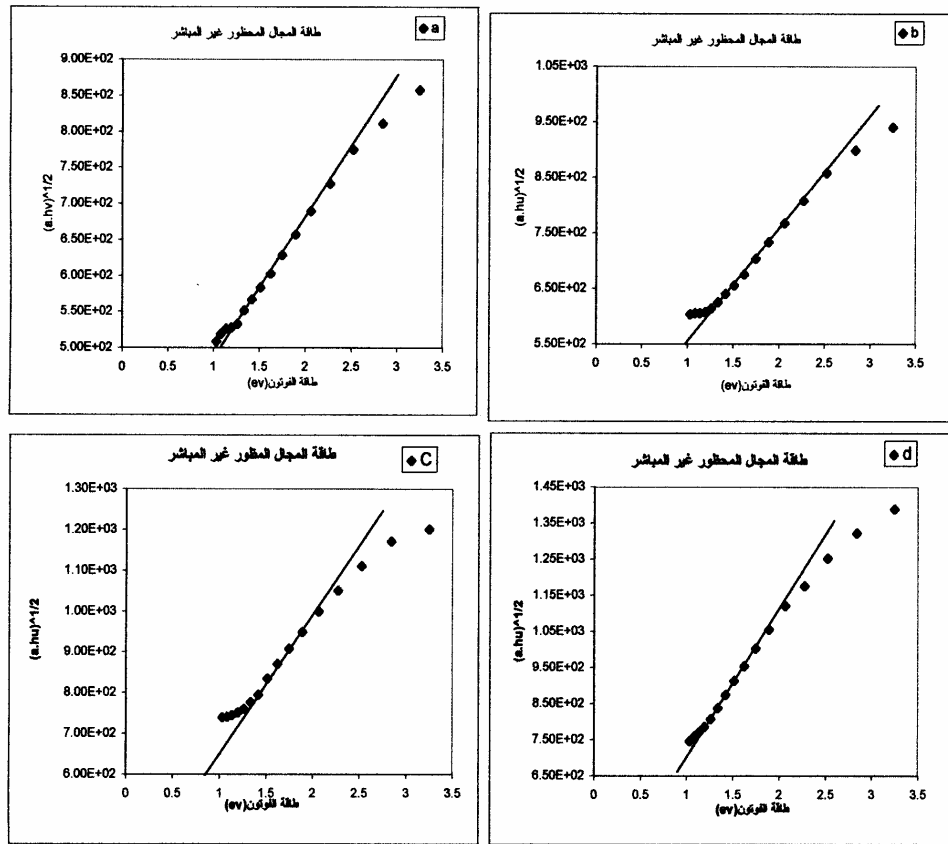 طاقة المجال المحظور غير المباشر
a
9.00E+02
8.50E+02
8.00E+02
7.50E+02
7.00E+02
6.50E+02
6.00E+02
5.50E+02
5.00E+02
(a.hv)^1/2
0 0.5 1 1.5 2 2.5 3 3.5
طاقة الفوتون(ev)
طاقة المجال المحظور غير المباشر
b
1.05E+03
9.50E+02
8.50E+02
7.50E+02
6.50E+02
5.50E+02
(a.hu)^1/2
0 0.5 1 1.5 2 2.5 3 3.5
طاقة الفوتون(ev)
طاقة المجال المظور غير المباشر
C
1.30E+03
1.20E+03
1.10E+03
1.00E+03
9.00E+02
8.00E+02
7.00E+02
6.00E+02
(a.hu)^1/2
0 0.5 1 1.5 2 2.5 3 3.5
طاقة الفوتون(ev)
طاقة المجال المحظور غير المباشر
d
1.45E+03
1.35E+03
1.25E+03
1.15E+03
1.05E+03
9.50E+02
8.50E+02
7.50E+02
6.50E+02
(a.hu)^1/2
0 0.5 1 1.5 2 2.5 3 3.5
طاقة الفوتون(ev)